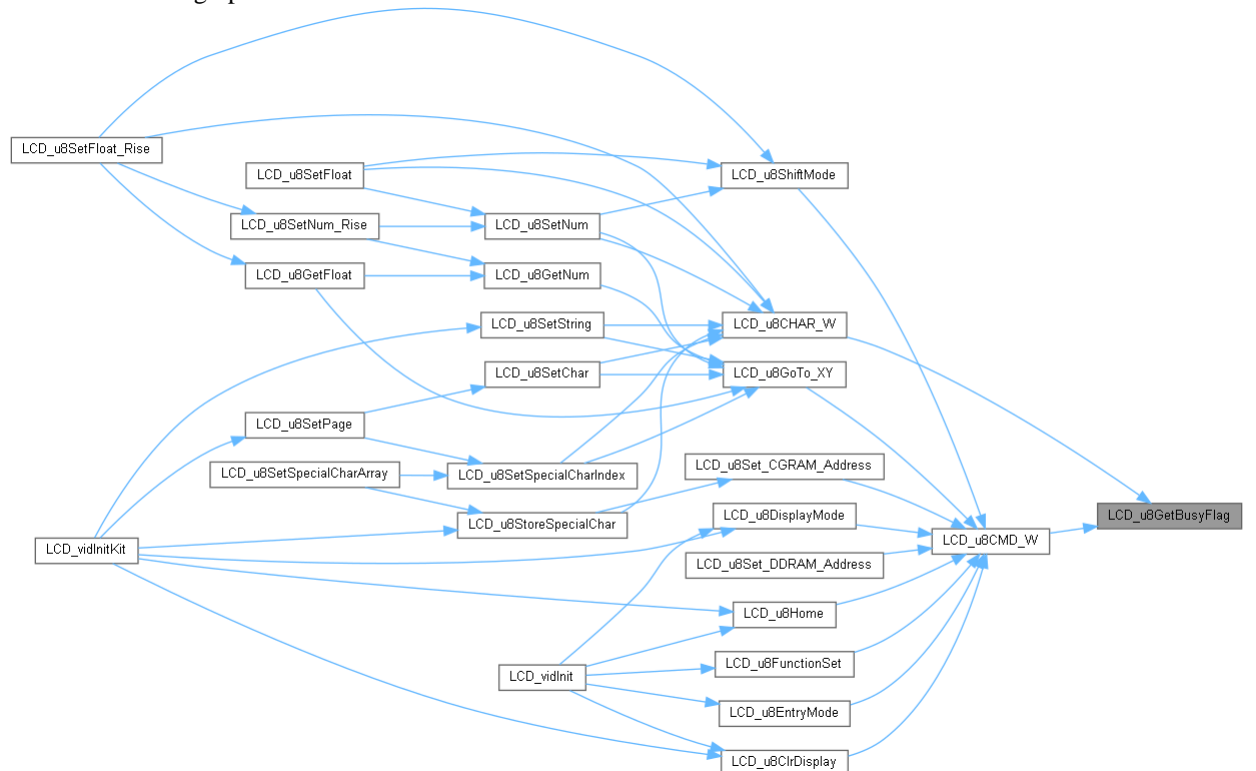 LCD_u8SetFloat_Rise
LCD_u8SetFloat
LCD_u8ShiftMode
LCD_u8SetNum_Rise
LCD_u8SetNum
LCD_u8GetFloat
LCD_u8GetNum
LCD_u8SetString
LCD_u8CHAR_W
LCD_u8SetChar
LCD_u8GoTo_XY
LCD_u8SetPage
LCD_u8SetSpecialCharArray
LCD_u8SetSpecialCharIndex
LCD_u8Set_CGRAM_Address
LCD_u8StoreSpecialChar
LCD_u8DisplayMode
LCD_u8GetBusyFlag
LCD_vidInitKit
LCD_u8CMD_W
LCD_u8Set_DDRAM_Address
LCD_u8Home
LCD_u8FunctionSet
LCD_vidInit
LCD_u8EntryMode
LCD_u8ClrDisplay